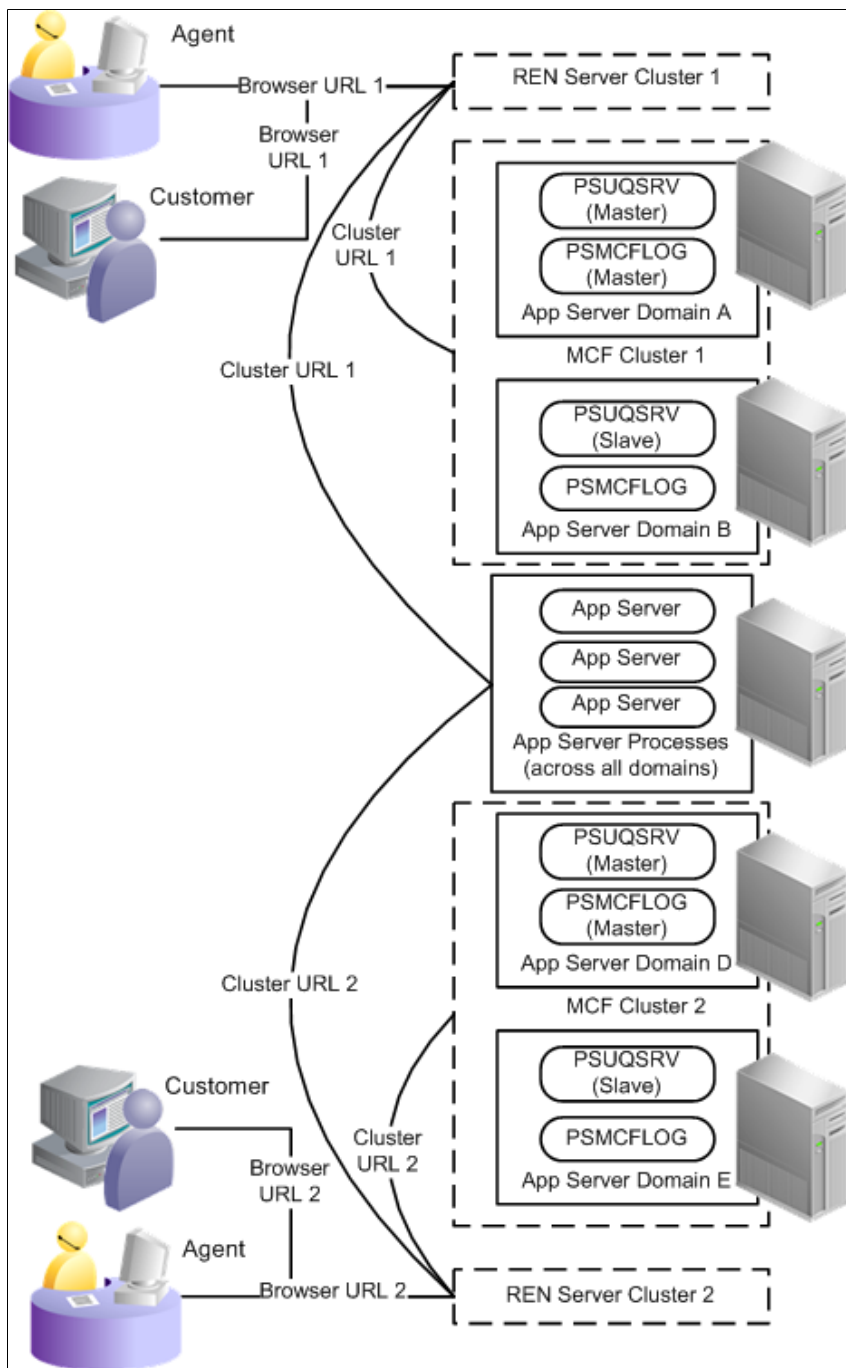 Agent
Browser URL 1
REN Server Cluster 1
Browser
URL 1
Customer
PSUQSRV
(Master)
PSMCFLOG
(Master)
App Server Domain A
Cluster
URL 1
MCF Cluster 1
Cluster URL 1
PSUQSRV
(Slave)
PSMCFLOG
App Server Domain B
App Server
App Server
App Server
App Server Processes
(across all domains)
PSUQSRV
(Master)
PSMCFLOG
(Master)
App Server Domain D
Cluster URL 2
MCF Cluster 2
PSUQSRV
(Slave)
PSMCFLOG
App Server Domain E
Customer
Cluster
URL 2
Browser
URL 2
Agent
Browser URL 2
REN Server Cluster 2